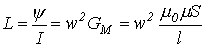 L = ψ/I = w² G_M = w² μ₀μS/l